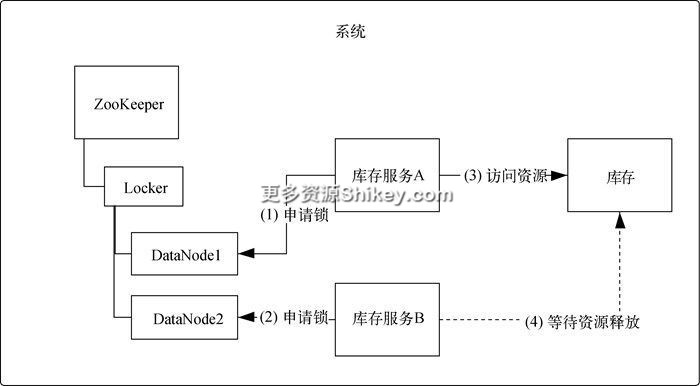 系统
ZooKeeper
Locker
DataNode1
DataNode2
库存服务A
(1) 申请锁
(3) 访问资源
库存
库存服务B
(2) 申请锁
(4) 等待资源释放
更多资源Shikey.com